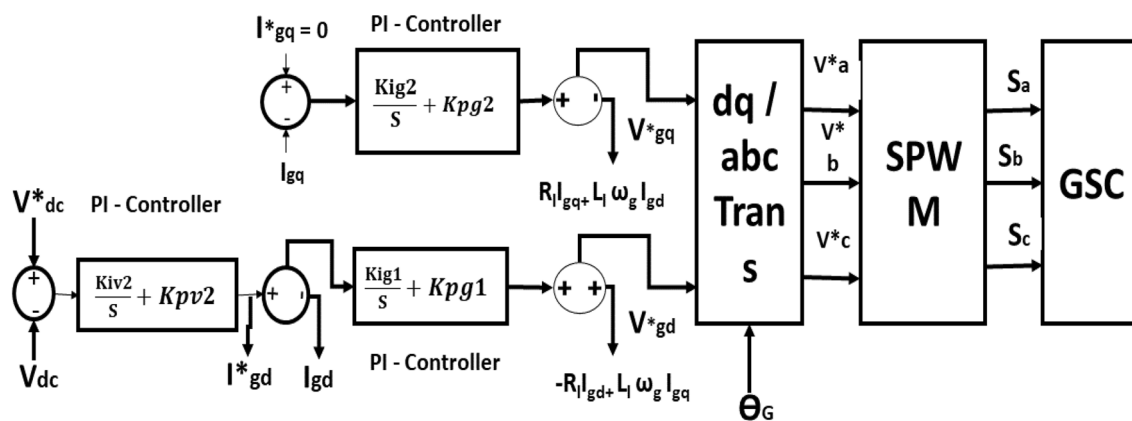 I*gq = 0
PI - Controller
+
-
Kig2/S + Kpg2
+ -
Igq
V*gq
RlIgq+ Ll ωg Igd
V*dc
PI - Controller
+
-
Kiv2/S + Kpv2
+ -
Kig1/S + Kpg1
+ +
Vdc
I*gd
Igd
PI - Controller
V*gd
-RlIgd+ Ll ωg Igq
dq /
abc
Tran
s
ϴG
V*a
V*
b
V*c
SPW
M
Sa
Sb
Sc
GSC